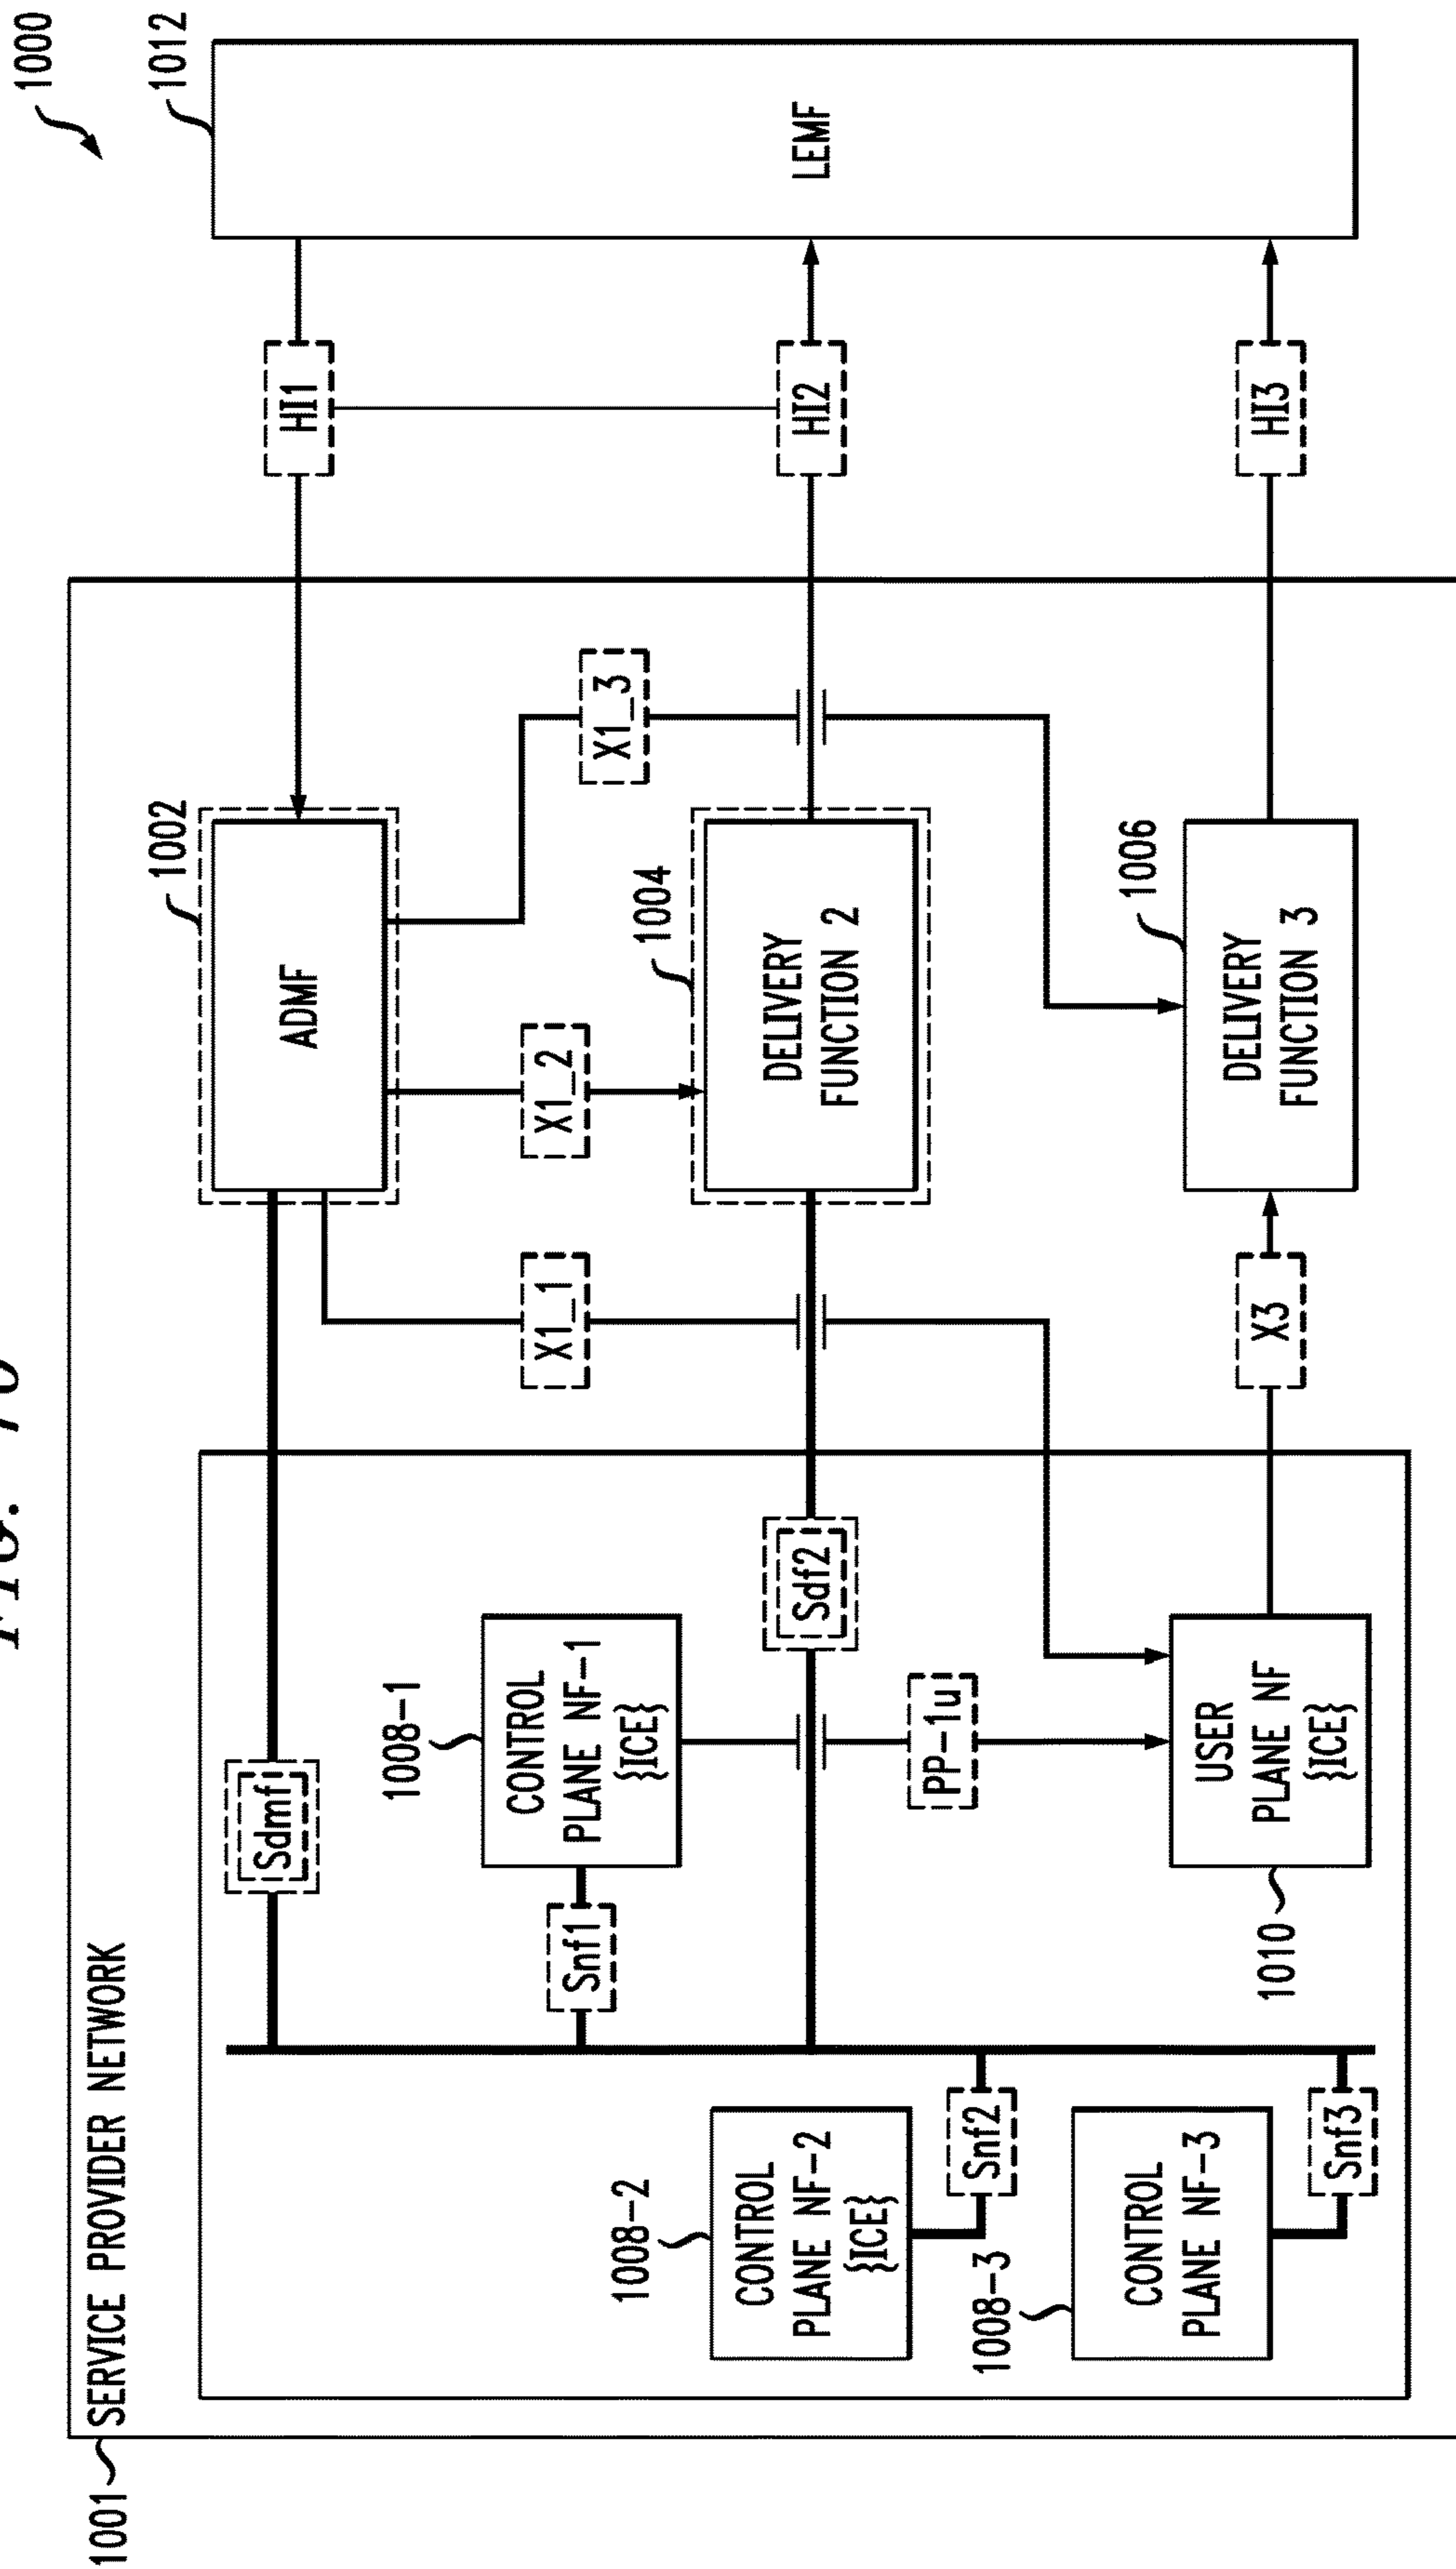 FIG. 10
1000
1001
SERVICE PROVIDER NETWORK
1012
LEMF
HI1
HI2
HI3
1002
ADMF
X1_1
X1_2
X1_3
1004
DELIVERY
FUNCTION 2
1006
DELIVERY
FUNCTION 3
X3
Sdmf
Sdf2
1008-1
CONTROL
PLANE NF-1
{ICE}
Snf1
PP-1u
1008-2
CONTROL
PLANE NF-2
{ICE}
Snf2
1008-3
CONTROL
PLANE NF-3
Snf3
1010
USER
PLANE NF
{ICE}